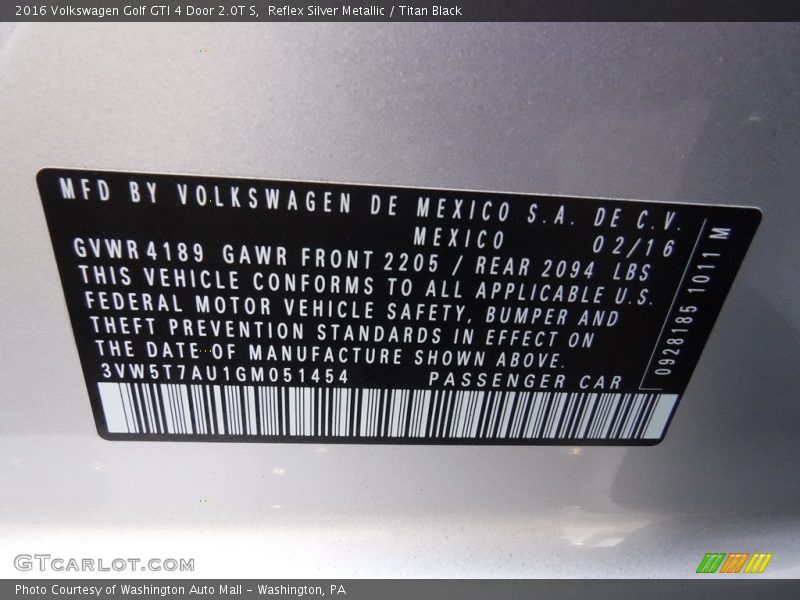 2016 Volkswagen Golf GTI 4 Door 2.0T S,  Reflex Silver Metallic / Titan Black
MFD BY VOLKSWAGEN DE MEXICO S.A. DE C.V.
MEXICO 02/16
GVWR 4189 GAWR FRONT 2205 / REAR 2094 LBS
THIS VEHICLE CONFORMS TO ALL APPLICABLE U.S.
FEDERAL MOTOR VEHICLE SAFETY, BUMPER AND
THEFT PREVENTION STANDARDS IN EFFECT ON
THE DATE OF MANUFACTURE SHOWN ABOVE.
3VW5T7AU1GM051454 PASSENGER CAR
0928185 1011 M
GTCARLOT.COM
Photo Courtesy of Washington Auto Mall - Washington, PA